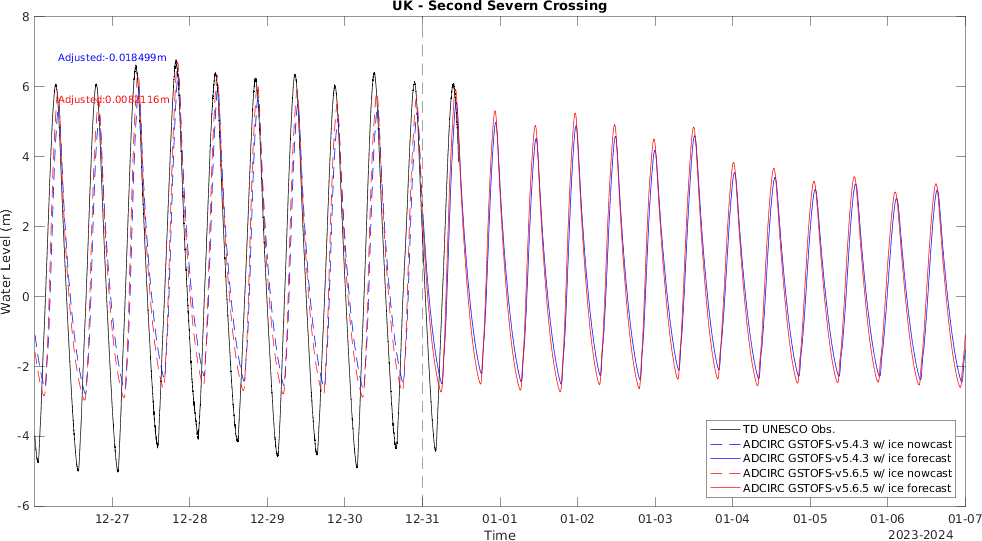 UK - Second Severn Crossing
8
6
4
2
0
-2
-4
-6
Water Level (m)
Adjusted:-0.018499m
TD UNESCO Obs.
ADCIRC GSTOFS-v5.4.3 w/ ice nowcast
ADCIRC GSTOFS-v5.4.3 w/ ice forecast
ADCIRC GSTOFS-v5.6.5 w/ ice nowcast
ADCIRC GSTOFS-v5.6.5 w/ ice forecast
12-27 12-28 12-29 12-30 12-31 01-01 01-02 01-03 01-04 01-05 01-06 01-07
Time
2023-2024